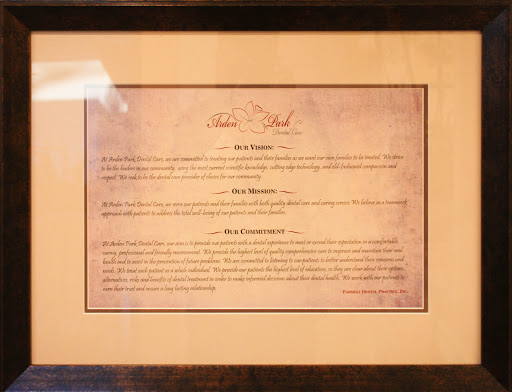 Arden Park
Dental Care
OUR VISION:
At Arden Park Dental Care, we are committed to treating our patients and their families as we want our own families to be treated. We strive
to be the leaders in our community, using the most current scientific knowledge, cutting edge technology, and old-fashioned compassion and
respect. We seek to be the dental care provider of choice for our community.
OUR MISSION:
At Arden Park Dental Care, we serve our patients and their families with both quality dental care and caring service. We believe in a teamwork
approach with patients to address the total well-being of our patients and their families.
OUR COMMITMENT
At Arden Park Dental Care, our aim is to provide our patients with a dental experience to meet or exceed their expectation in a comfortable,
caring, professional and friendly environment. We provide the highest level of quality comprehensive care to improve and maintain their oral
health and to assist in the prevention of future problems. We are committed to listening to our patients to better understand their concerns and
needs. We treat each patient as a whole individual. We provide our patients the highest level of education, so they are clear about their options,
alternatives, risks and benefits of dental treatment in order to make informed decisions about their dental health. We work with our patients to
earn their trust and ensure a long lasting relationship.
DENTAL PRACTICE, INC.